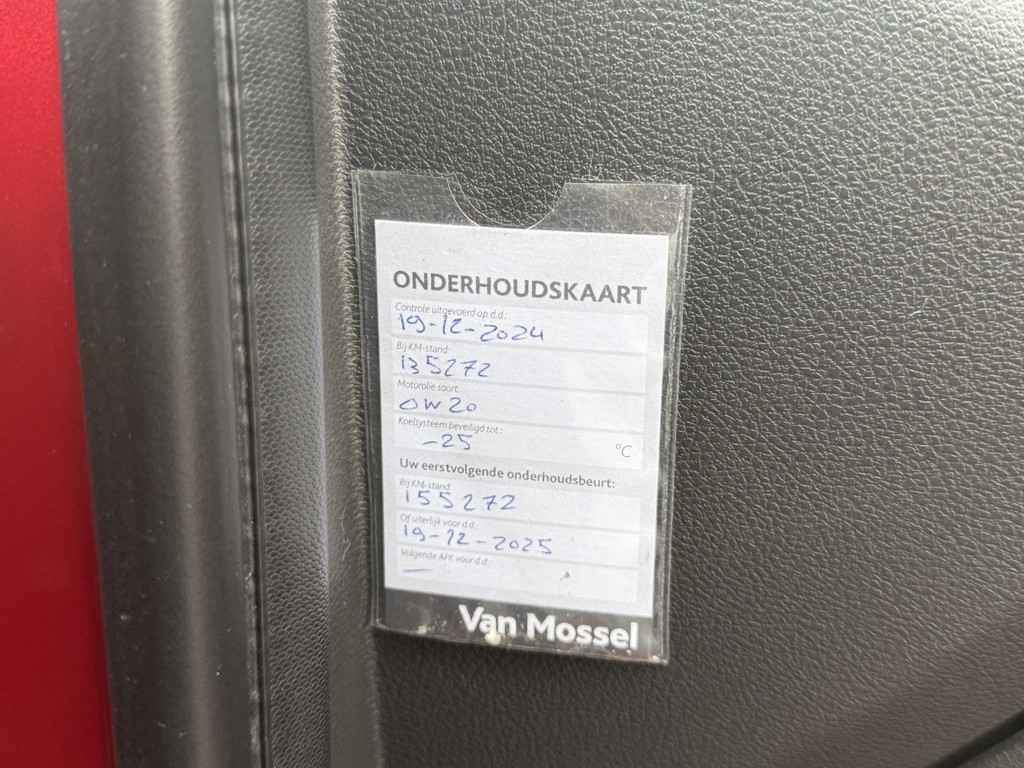 ONDERHOUDSKAART
Controle uitgevoerd op d.d.:
19-12-2024
Bij KM-stand:
135272
Motorolie soort:
0W20
Koelsysteem beveiligd tot:
-25 °C
Uw eerstvolgende onderhoudsbeurt:
Bij KM-stand:
155272
Of uiterlijk voor d.d.:
19-12-2025
Volgende APK voor d.d.:
—
Van Mossel